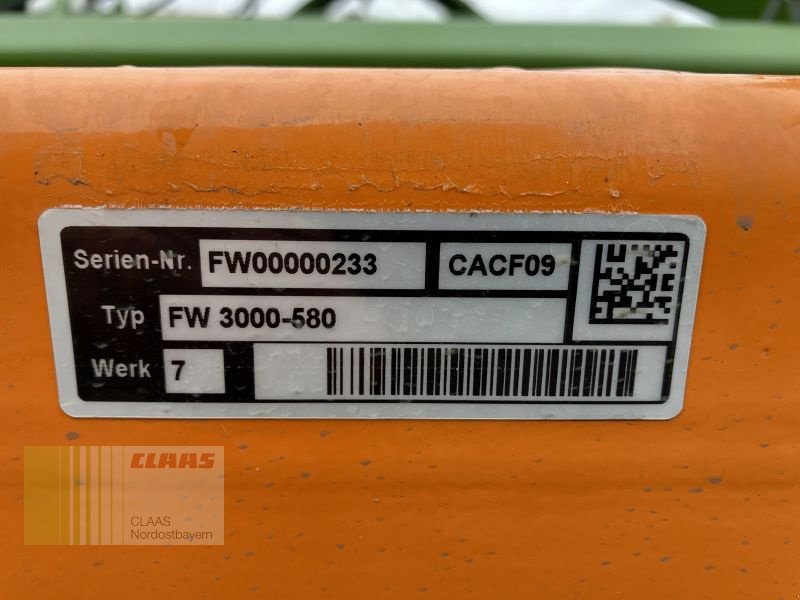 Serien-Nr. FW00000233 CACF09
Typ FW 3000-580
Werk 7
CLAAS
CLAAS
Nordostbayern